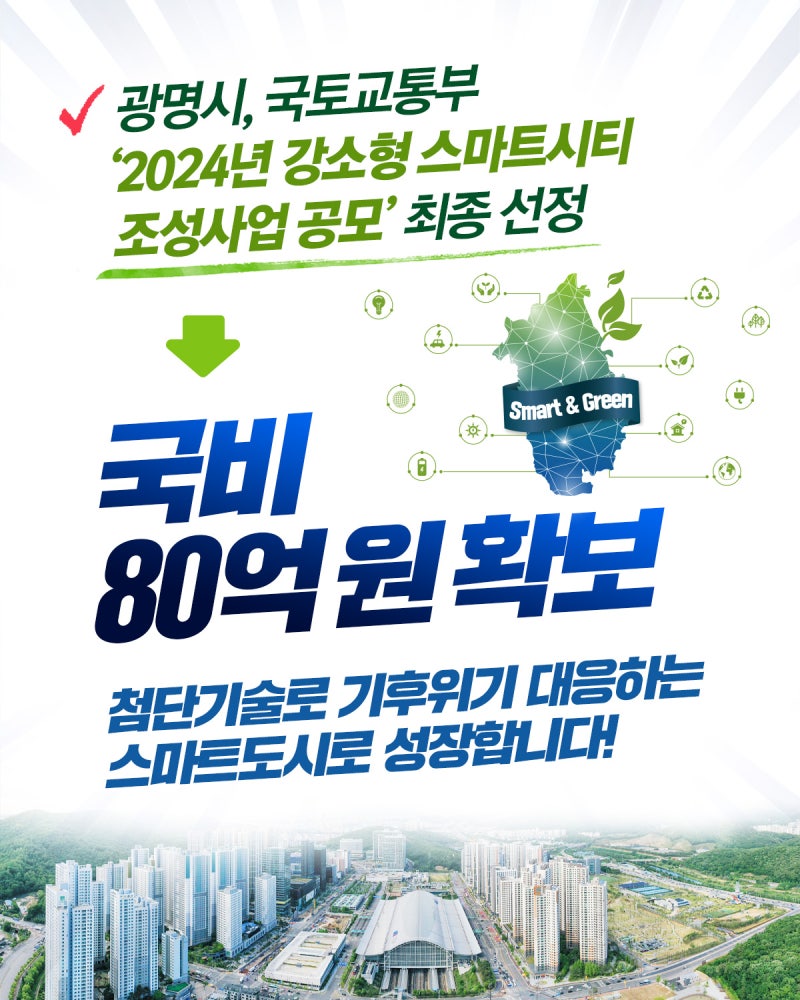 광명시, 국토교통부
‘2024년 강소형 스마트시티
조성사업 공모’ 최종 선정
Smart & Green
국비
80억 원 확보
첨단기술로 기후위기 대응하는
스마트도시로 성장합니다!